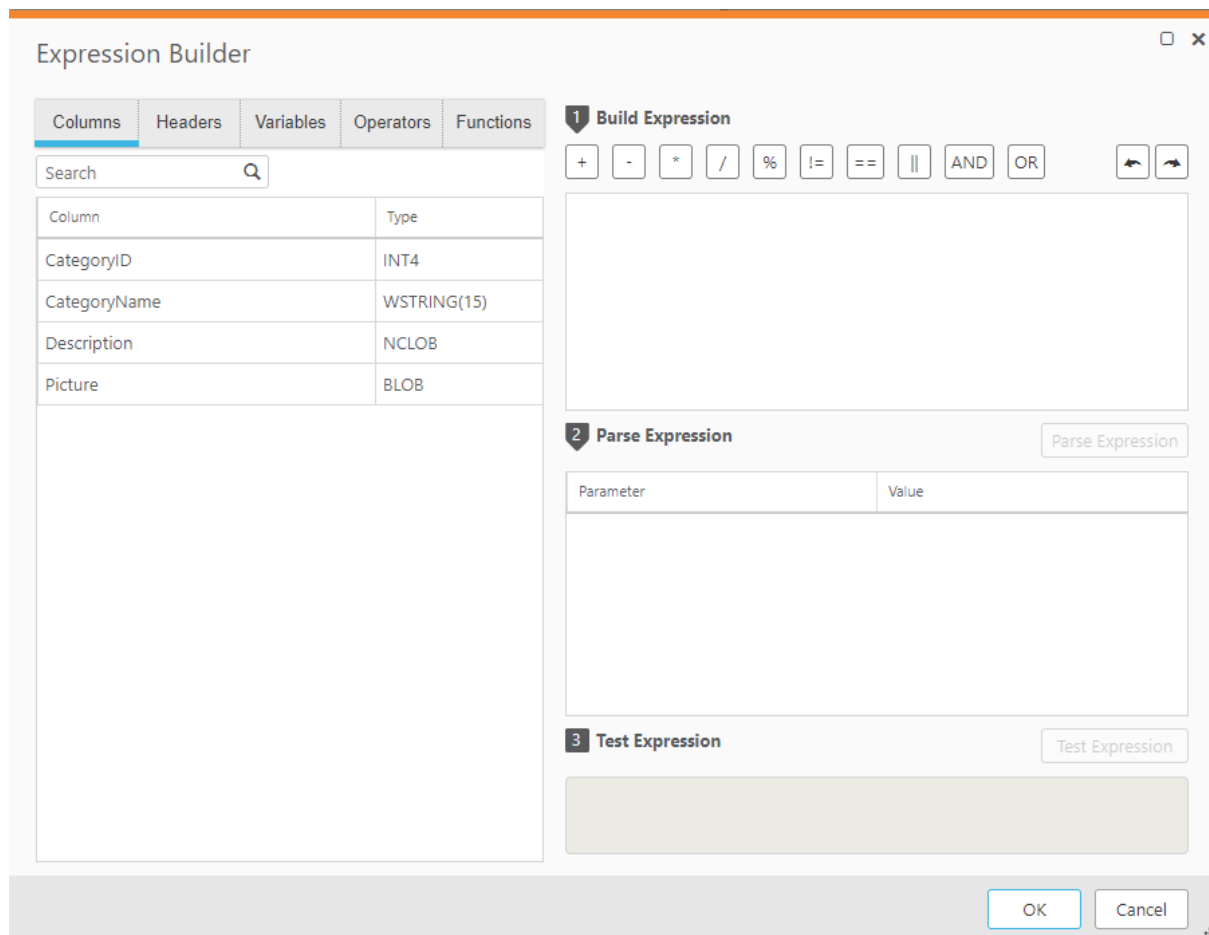 Expression Builder
Columns Headers Variables Operators Functions
Search
Column Type
CategoryID INT4
CategoryName WSTRING(15)
Description NCLOB
Picture BLOB
1 Build Expression
+ - * / % != == || AND OR
2 Parse Expression Parse Expression
Parameter Value
3 Test Expression Test Expression
OK Cancel